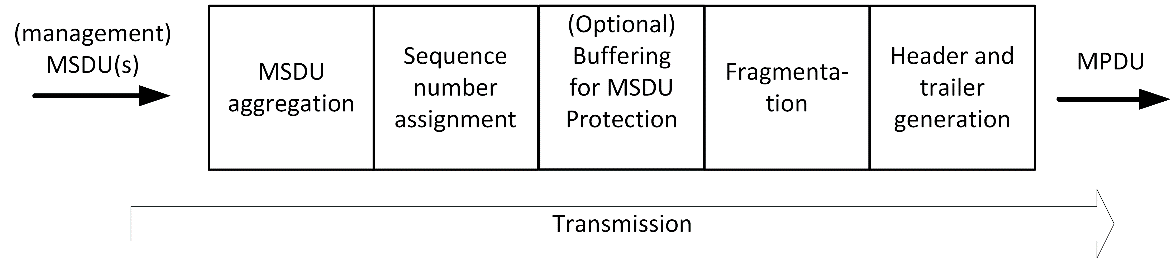 (management)
MSDU(s)
MSDU
aggregation
Sequence
number
assignment
(Optional)
Buffering
for MSDU
Protection
Fragmenta-
tion
Header and
trailer
generation
MPDU
Transmission